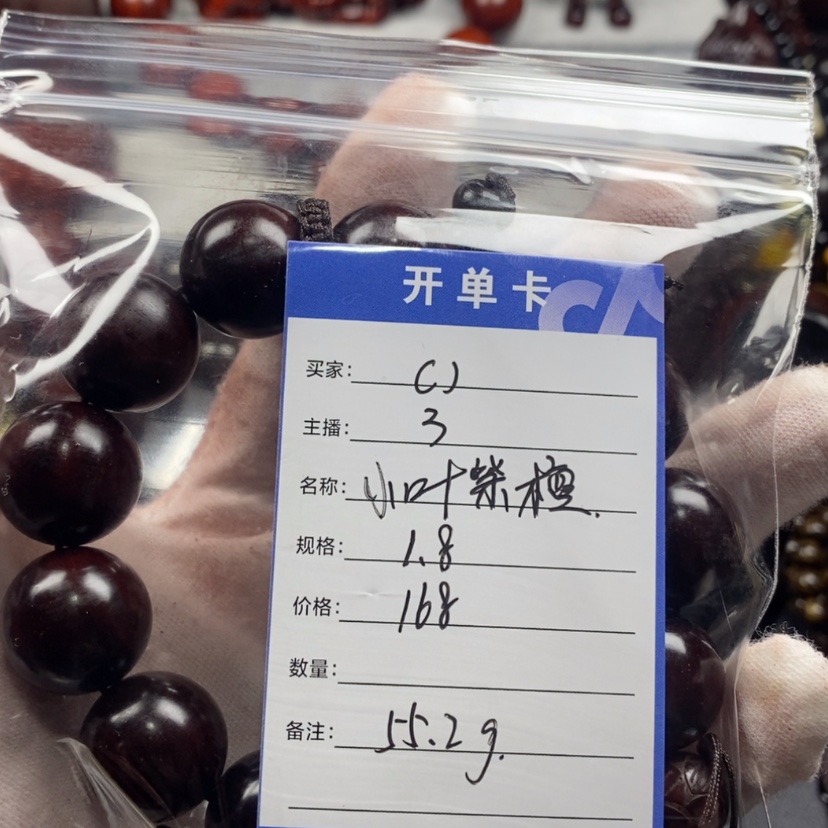 开单卡
买家: CJ
主播: 3
名称: 小叶紫檀.
规格: 1.8
价格: 168
数量:
备注: 55.2g.